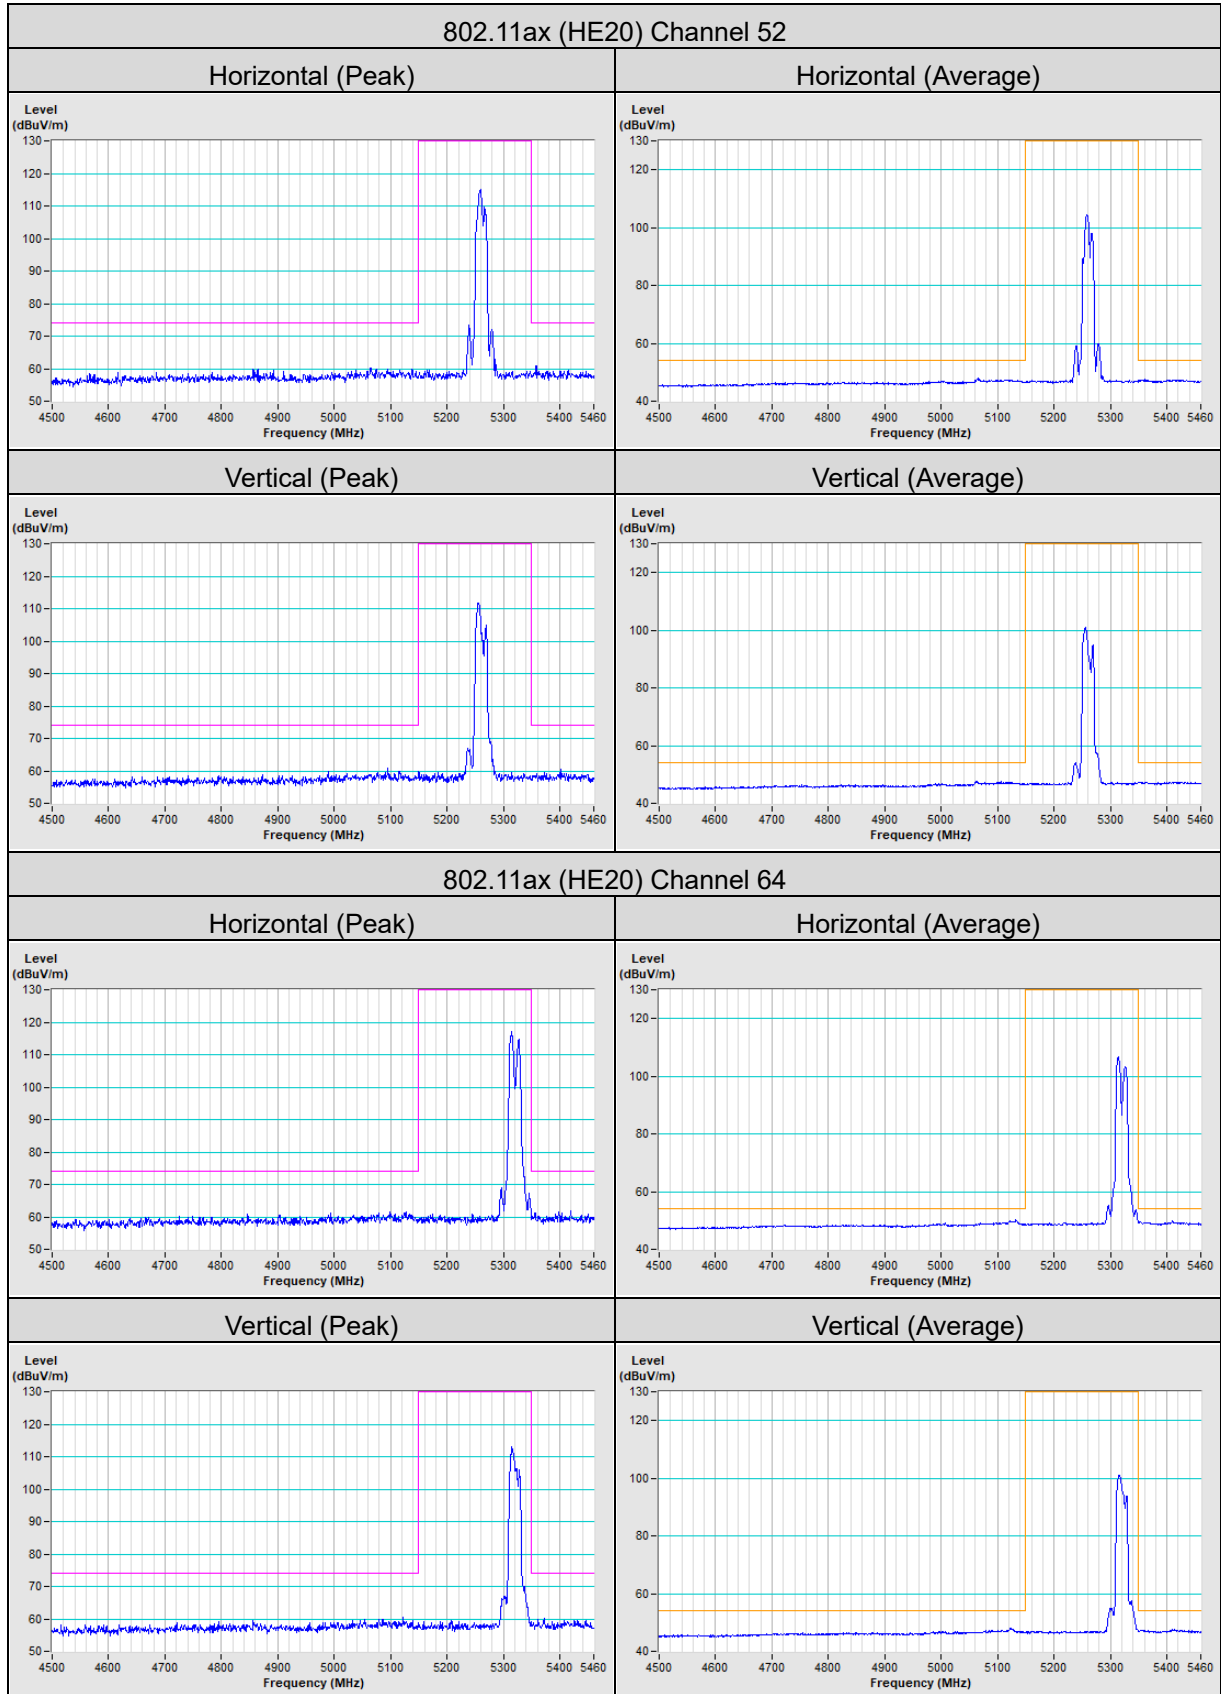 802.11ax (HE20) Channel 52
Horizontal (Peak)
Horizontal (Average)
Level
(dBuV/m)
130
120
110
100
90
80
70
60
50
4500 4600 4700 4800 4900 5000 5100 5200 5300 5400 5460
Frequency (MHz)
Level
(dBuV/m)
130
120
100
80
60
40
4500 4600 4700 4800 4900 5000 5100 5200 5300 5400 5460
Frequency (MHz)
Vertical (Peak)
Vertical (Average)
Level
(dBuV/m)
130
120
110
100
90
80
70
60
50
4500 4600 4700 4800 4900 5000 5100 5200 5300 5400 5460
Frequency (MHz)
Level
(dBuV/m)
130
120
100
80
60
40
4500 4600 4700 4800 4900 5000 5100 5200 5300 5400 5460
Frequency (MHz)
802.11ax (HE20) Channel 64
Horizontal (Peak)
Horizontal (Average)
Level
(dBuV/m)
130
120
110
100
90
80
70
60
50
4500 4600 4700 4800 4900 5000 5100 5200 5300 5400 5460
Frequency (MHz)
Level
(dBuV/m)
130
120
100
80
60
40
4500 4600 4700 4800 4900 5000 5100 5200 5300 5400 5460
Frequency (MHz)
Vertical (Peak)
Vertical (Average)
Level
(dBuV/m)
130
120
110
100
90
80
70
60
50
4500 4600 4700 4800 4900 5000 5100 5200 5300 5400 5460
Frequency (MHz)
Level
(dBuV/m)
130
120
100
80
60
40
4500 4600 4700 4800 4900 5000 5100 5200 5300 5400 5460
Frequency (MHz)